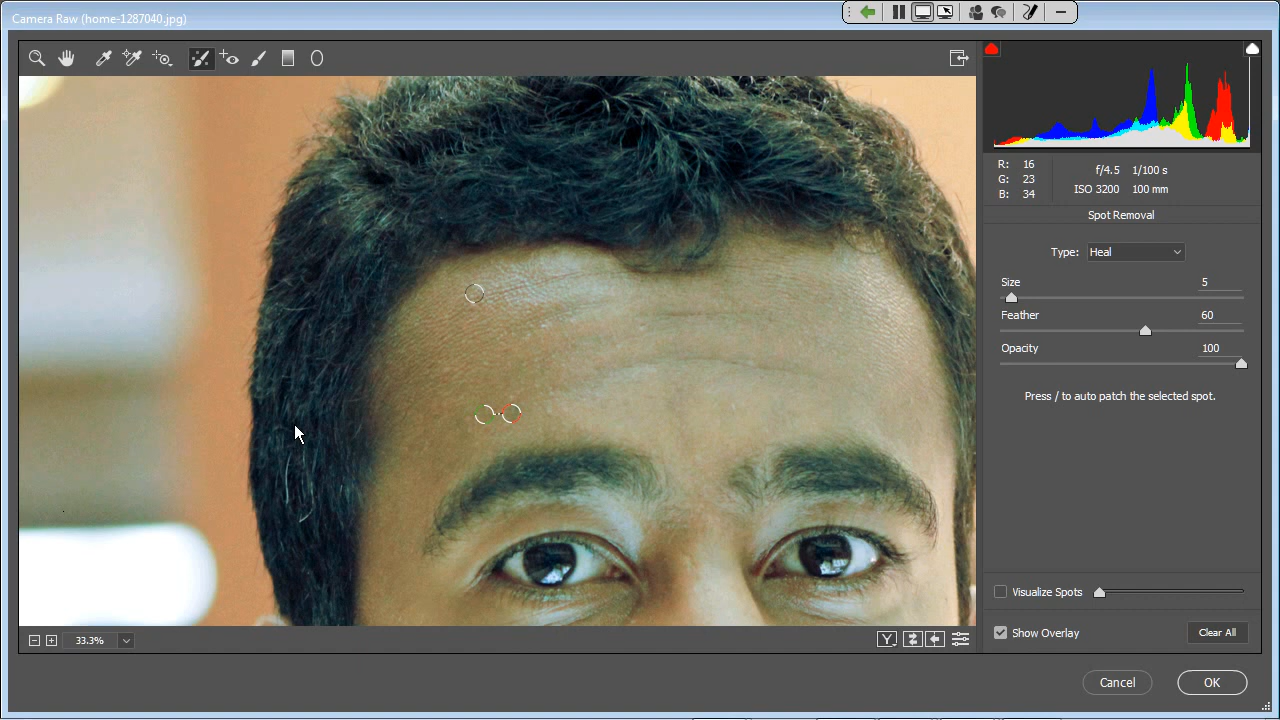 Camera Raw (home-1287040.jpg)
R: 16
G: 23
B: 34
f/4.5 1/100 s
ISO 3200 100 mm
Spot Removal
Type: Heal
Size 5
Feather 60
Opacity 100
Press / to auto patch the selected spot.
Visualize Spots
33.3%
Y
Show Overlay
Clear All
Cancel
OK